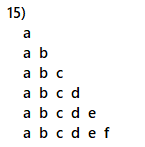 15)
a
a b
a b c
a b c d
a b c d e
a b c d e f